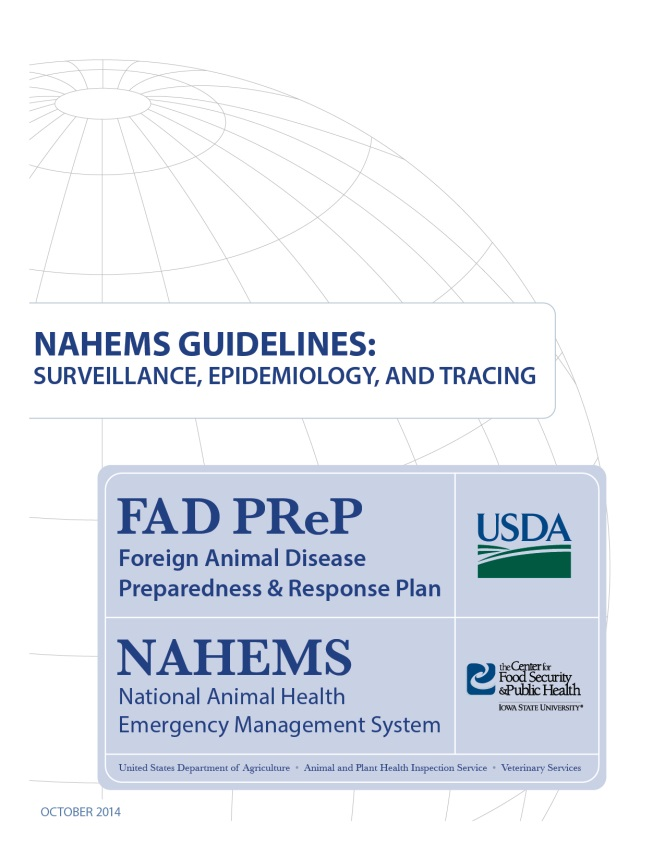 NAHEMS GUIDELINES:
SURVEILLANCE, EPIDEMIOLOGY, AND TRACING
FAD PReP
Foreign Animal Disease
Preparedness & Response Plan
USDA
NAHEMS
National Animal Health
Emergency Management System
the Center for
Food Security
&Public Health
IOWA STATE UNIVERSITY®
United States Department of Agriculture • Animal and Plant Health Inspection Service • Veterinary Services
OCTOBER 2014